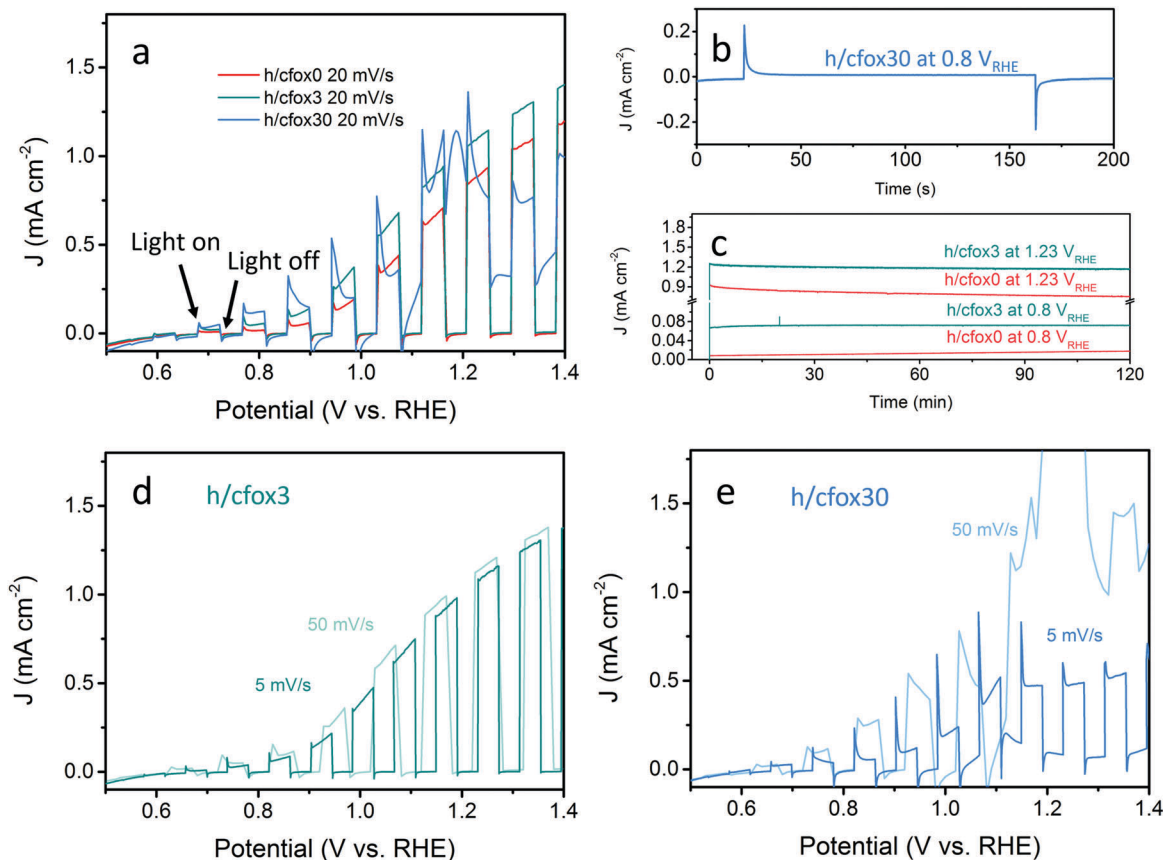 a
h/cfox0 20 mV/s
h/cfox3 20 mV/s
h/cfox30 20 mV/s
Light on
Light off
J (mA cm⁻²)
1.5
1.0
0.5
0.0
0.6 0.8 1.0 1.2 1.4
Potential (V vs. RHE)
b
h/cfox30 at 0.8 V_RHE
J (mA cm⁻²)
0.2
0.0
-0.2
0 50 100 150 200
Time (s)
c
h/cfox3 at 1.23 V_RHE
h/cfox0 at 1.23 V_RHE
h/cfox3 at 0.8 V_RHE
h/cfox0 at 0.8 V_RHE
J (mA cm⁻²)
1.8
1.5
1.2
0.9
0.08
0.04
0.00
0 30 60 90 120
Time (min)
d
h/cfox3
50 mV/s
5 mV/s
J (mA cm⁻²)
1.5
1.0
0.5
0.0
0.6 0.8 1.0 1.2 1.4
Potential (V vs. RHE)
e
h/cfox30
50 mV/s
5 mV/s
J (mA cm⁻²)
1.5
1.0
0.5
0.0
0.6 0.8 1.0 1.2 1.4
Potential (V vs. RHE)